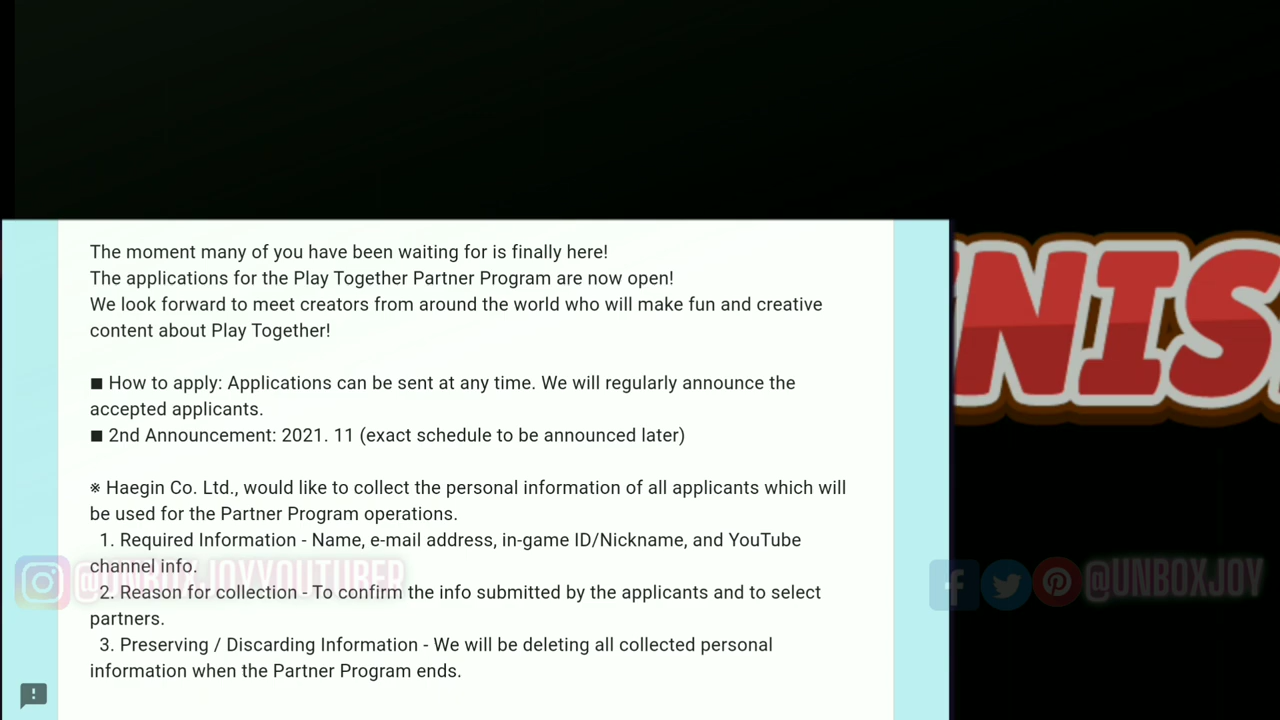 The moment many of you have been waiting for is finally here!
The applications for the Play Together Partner Program are now open!
We look forward to meet creators from around the world who will make fun and creative
content about Play Together!
■ How to apply: Applications can be sent at any time. We will regularly announce the
accepted applicants.
■ 2nd Announcement: 2021. 11 (exact schedule to be announced later)
※ Haegin Co. Ltd., would like to collect the personal information of all applicants which will
be used for the Partner Program operations.
1. Required Information - Name, e-mail address, in-game ID/Nickname, and YouTube
channel info.
2. Reason for collection - To confirm the info submitted by the applicants and to select
partners.
3. Preserving / Discarding Information - We will be deleting all collected personal
information when the Partner Program ends.
NIS
@UNBOXJOYYOUTUBER
@UNBOXJOY